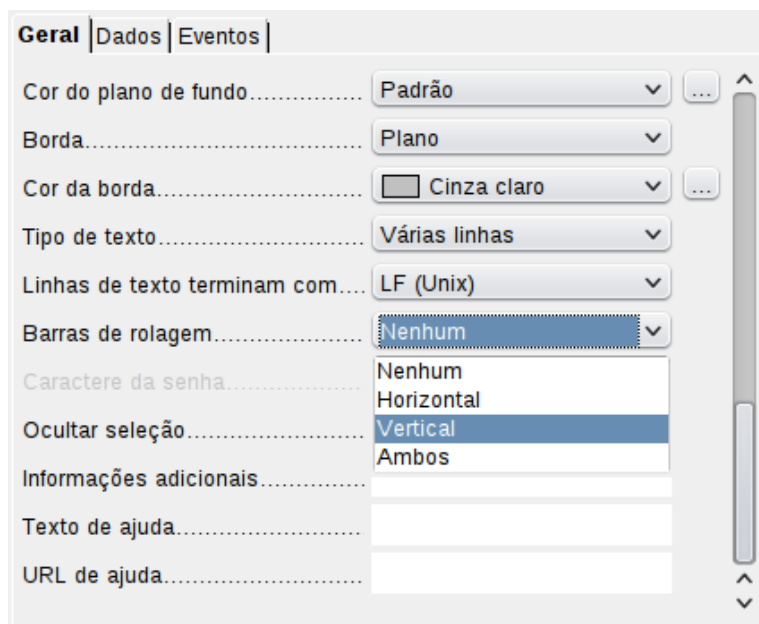 Geral Dados Eventos
Cor do plano de fundo................ Padrão ...
Borda................................... Plano
Cor da borda.......................... Cinza claro ...
Tipo de texto.......................... Várias linhas
Linhas de texto terminam com.... LF (Unix)
Barras de rolagem................... Nenhum
Caractere da senha................. Nenhum
Horizontal
Ocultar seleção...................... Vertical
Ambos
Informações adicionais.............
Texto de ajuda........................
URL de ajuda.........................